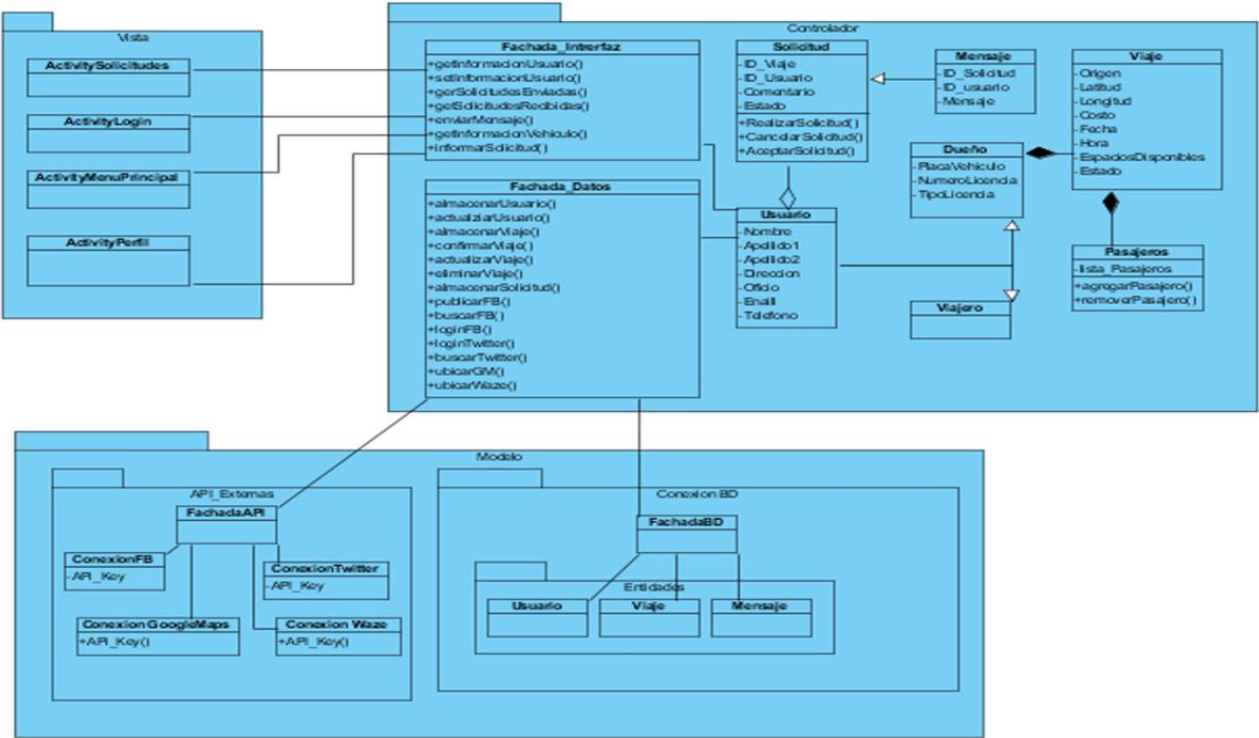 Vista
ActivitySolicitudes
ActivityLogin
ActivityMenuPrincipal
ActivityPerfil
Controlador
Fachada_Intrerfaz
+getInformacionUsuario()
+setInformacionUsuario()
+gerSolicitudesEnviadas()
+getSolicitudesRecibidas()
+enviarMensaje()
+getInformacionVehiculo()
+informarSolicitud()
Fachada_Datos
+almacenarUsuario()
+actualziarUsuario()
+almacenarViaje()
+confirmarViaje()
+actualizarViaje()
+eliminarViaje()
+almacenarSolicitud()
+publicarFB()
+buscarFB()
+loginFB()
+loginTwitter()
+buscarTwitter()
+ubicarGM()
+ubicarWaze()
Solicitud
-ID_Viaje
-ID_Usuario
-Comentario
-Estado
+RealizarSolicitud()
+CancelarSolicitud()
+AceptarSolicitud()
Usuario
-Nombre
-Apellido1
-Apellido2
-Direccion
-Oficio
-Enaill
-Telefono
Mensaje
-ID_Solicitud
-ID_usuario
-Mensaje
Dueño
-PlacaVehiculo
-NumeroLicencia
-TipoLicencia
Viajero
Viaje
-Origen
-Latitud
-Longitud
-Costo
-Fecha
-Hora
-EspaciosDisponibles
-Estado
Pasajeros
-lista_Pasajeros
+agregarPasajero()
+removerPasajero()
Modelo
API_Externas
FachadaAPI
ConexionFB
-API_Key
ConexionTwitter
-API_Key
Conexion GoogleMaps
+API_Key()
Conexion Waze
+API_Key()
Conexion BD
FachadaBD
Entidades
Usuario
Viaje
Mensaje